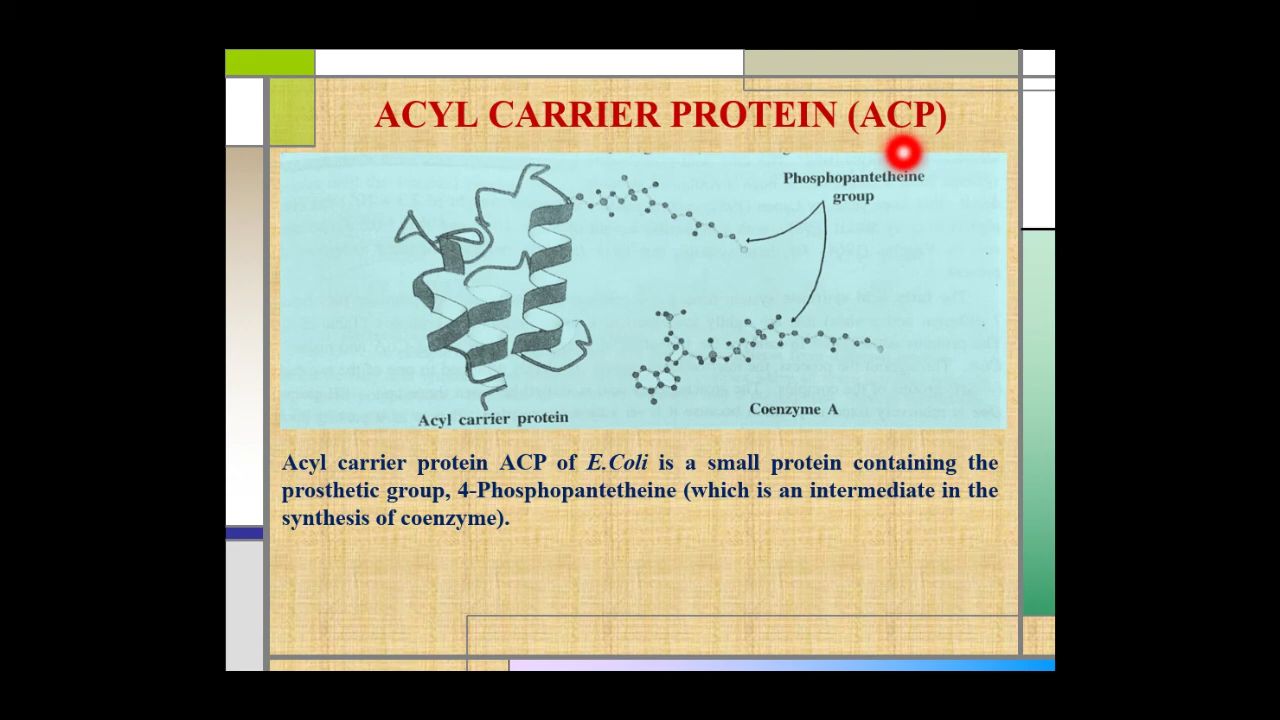 ACYL CARRIER PROTEIN (ACP)
Phosphopantetheine
group
Acyl carrier protein
Coenzyme A
Acyl carrier protein ACP of E.Coli is a small protein containing the
prosthetic group, 4-Phosphopantetheine (which is an intermediate in the
synthesis of coenzyme).